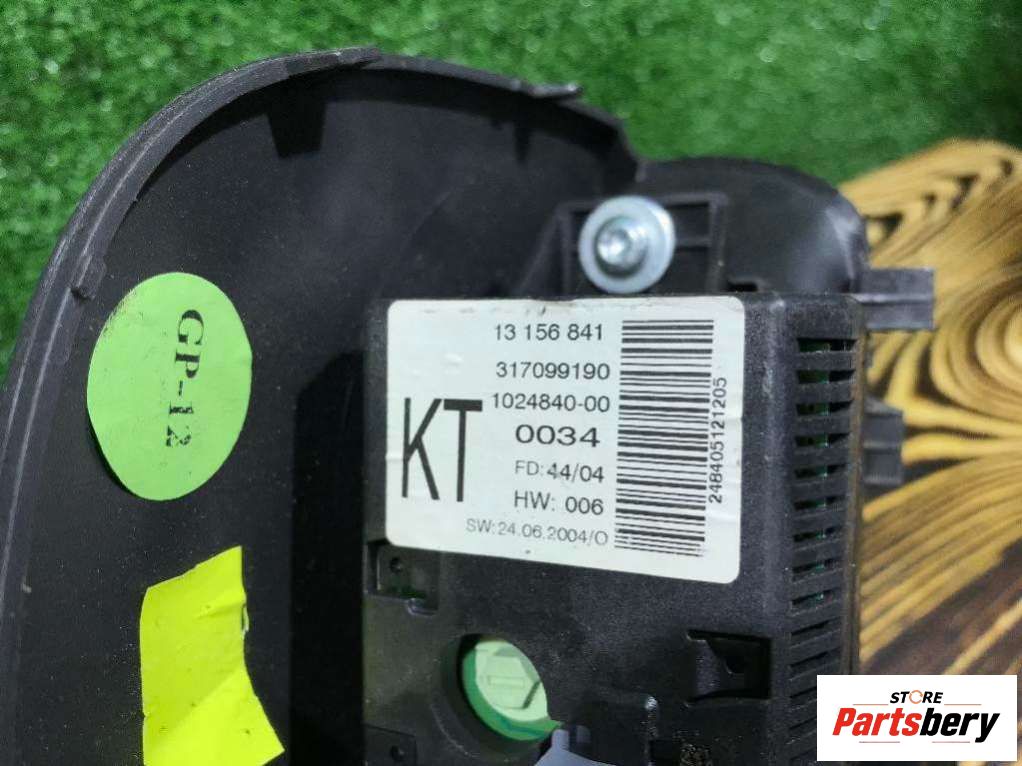 GP-12
13 156 841
317099190
1024840-00
KT
0034
FD: 44/04
HW: 006
SW: 24.06.2004/O
248405121205
STORE
Partsbery